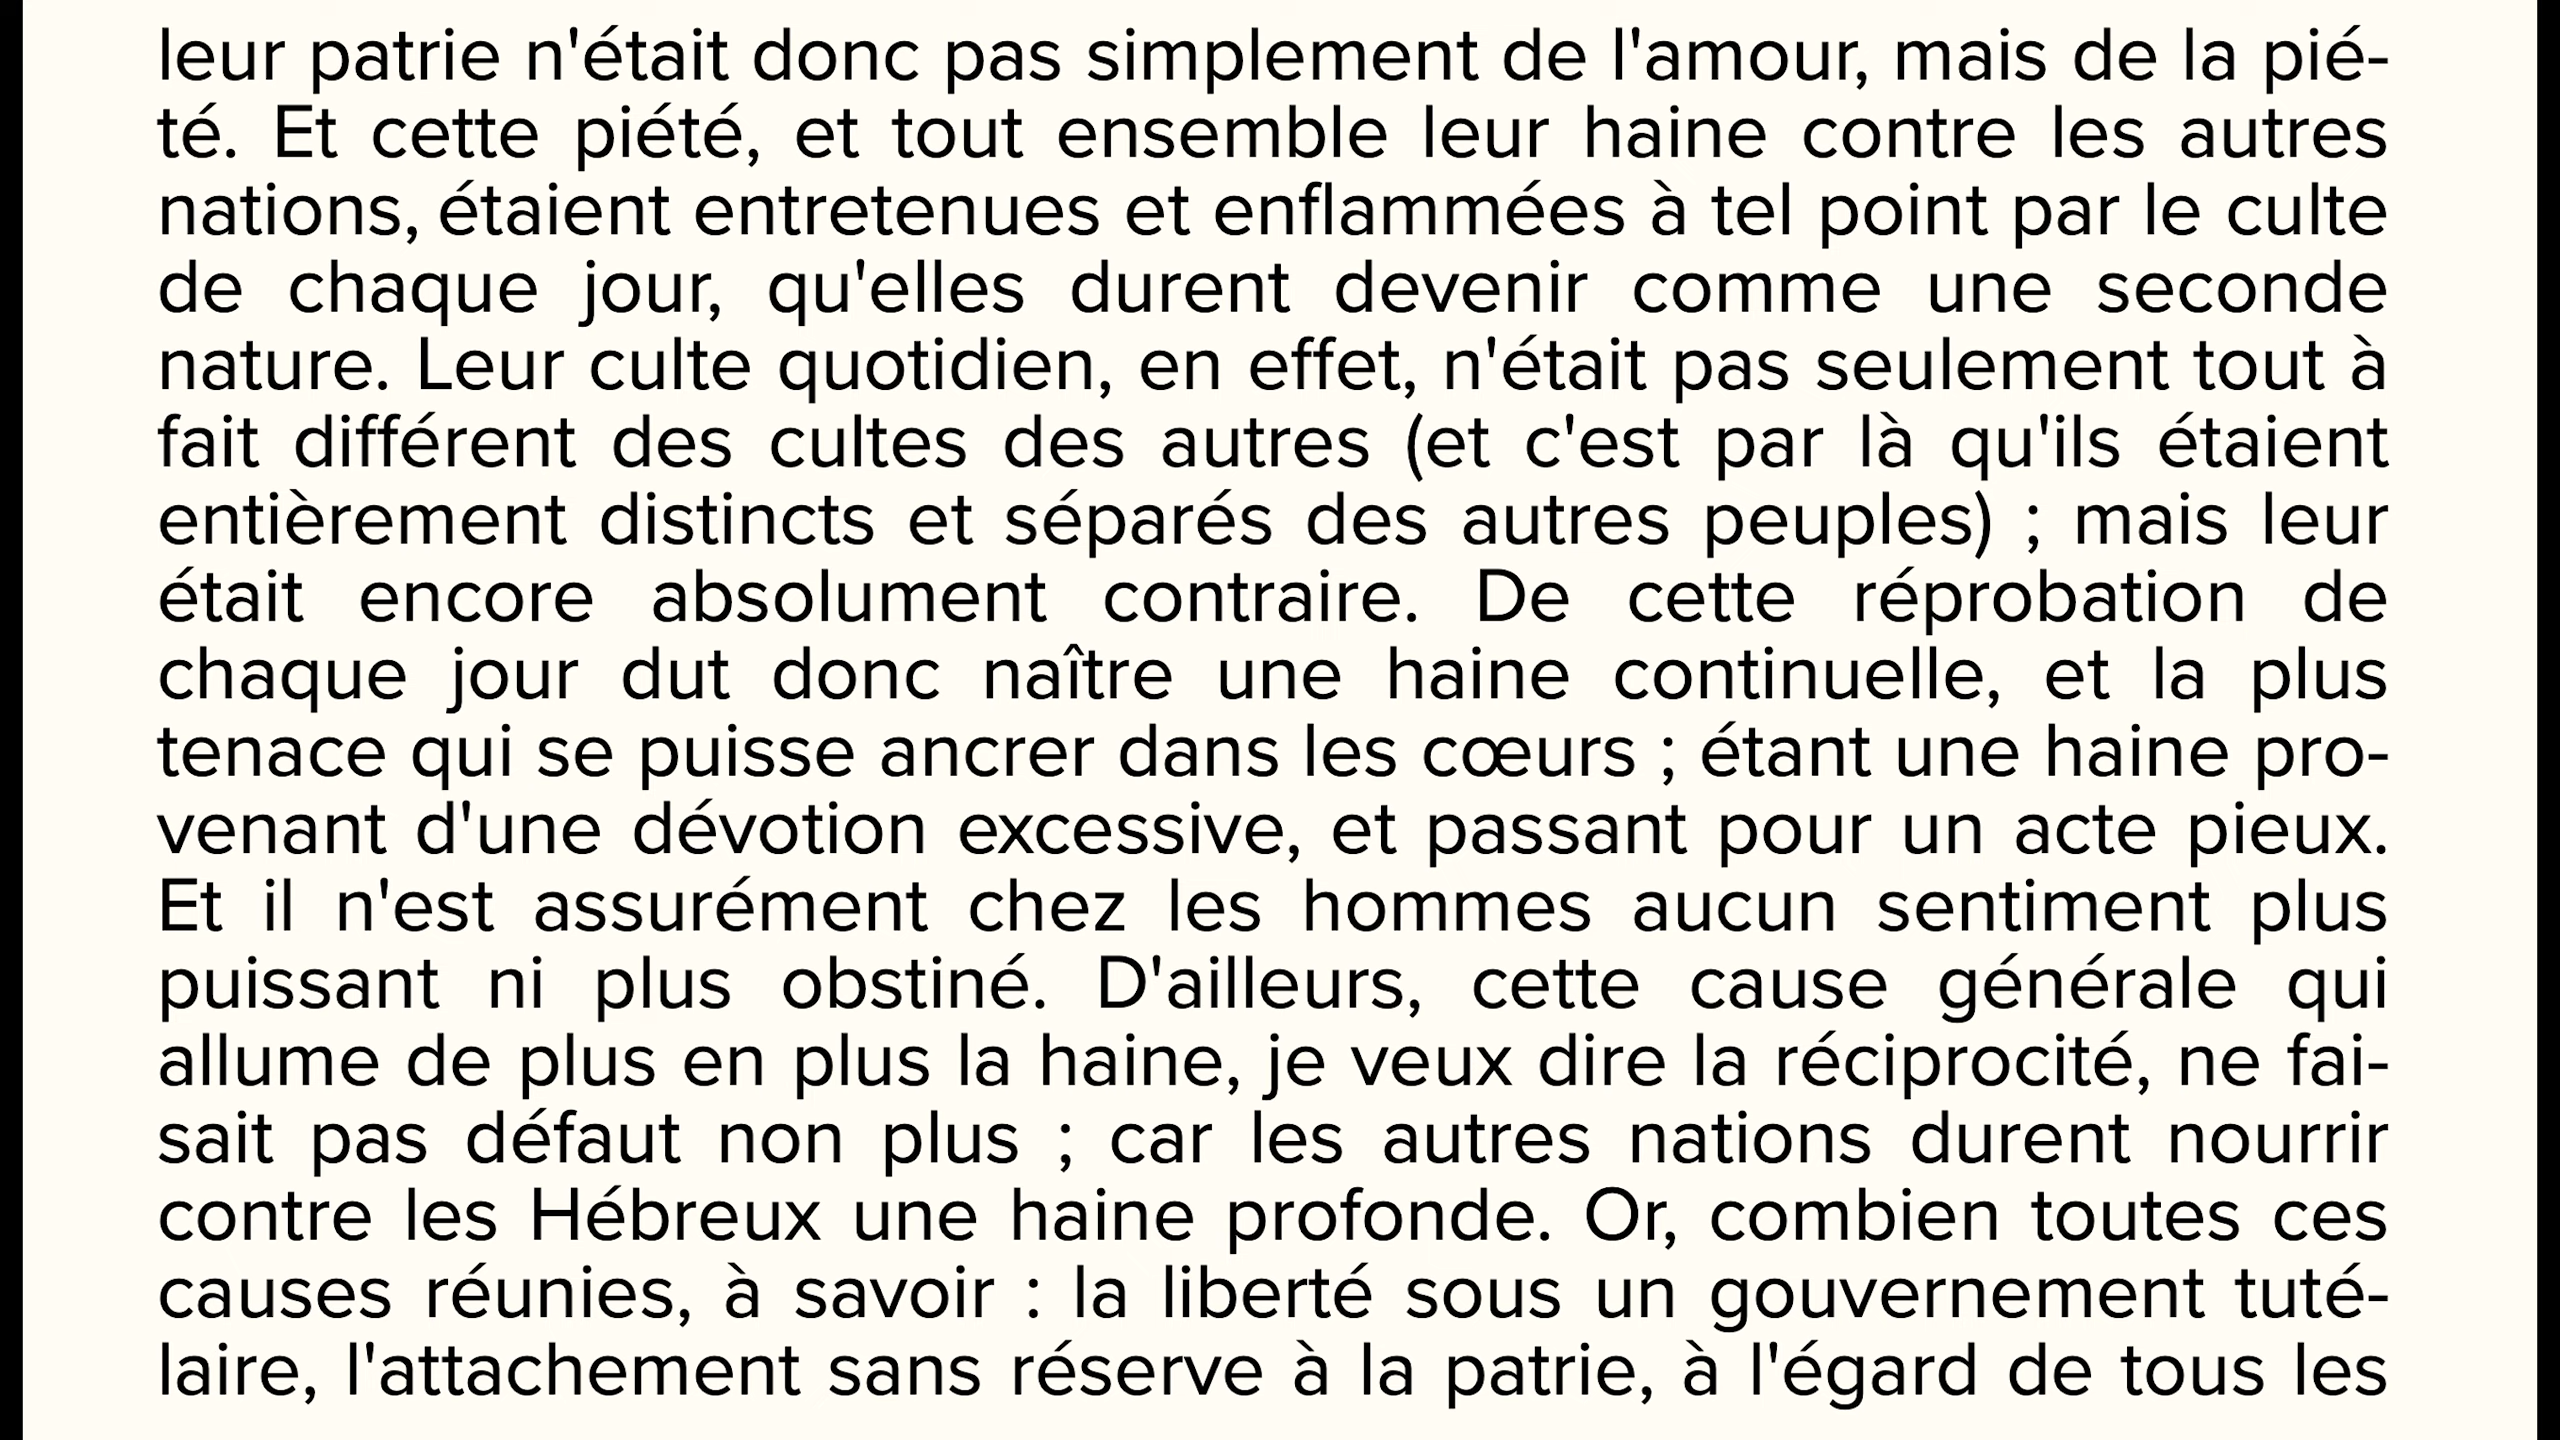 leur patrie n'était donc pas simplement de l'amour, mais de la pié-
té. Et cette piété, et tout ensemble leur haine contre les autres
nations, étaient entretenues et enflammées à tel point par le culte
de chaque jour, qu'elles durent devenir comme une seconde
nature. Leur culte quotidien, en effet, n'était pas seulement tout à
fait différent des cultes des autres (et c'est par là qu'ils étaient
entièrement distincts et séparés des autres peuples) ; mais leur
était encore absolument contraire. De cette réprobation de
chaque jour dut donc naître une haine continuelle, et la plus
tenace qui se puisse ancrer dans les cœurs ; étant une haine pro-
venant d'une dévotion excessive, et passant pour un acte pieux.
Et il n'est assurément chez les hommes aucun sentiment plus
puissant ni plus obstiné. D'ailleurs, cette cause générale qui
allume de plus en plus la haine, je veux dire la réciprocité, ne fai-
sait pas défaut non plus ; car les autres nations durent nourrir
contre les Hébreux une haine profonde. Or, combien toutes ces
causes réunies, à savoir : la liberté sous un gouvernement tuté-
laire, l'attachement sans réserve à la patrie, à l'égard de tous les